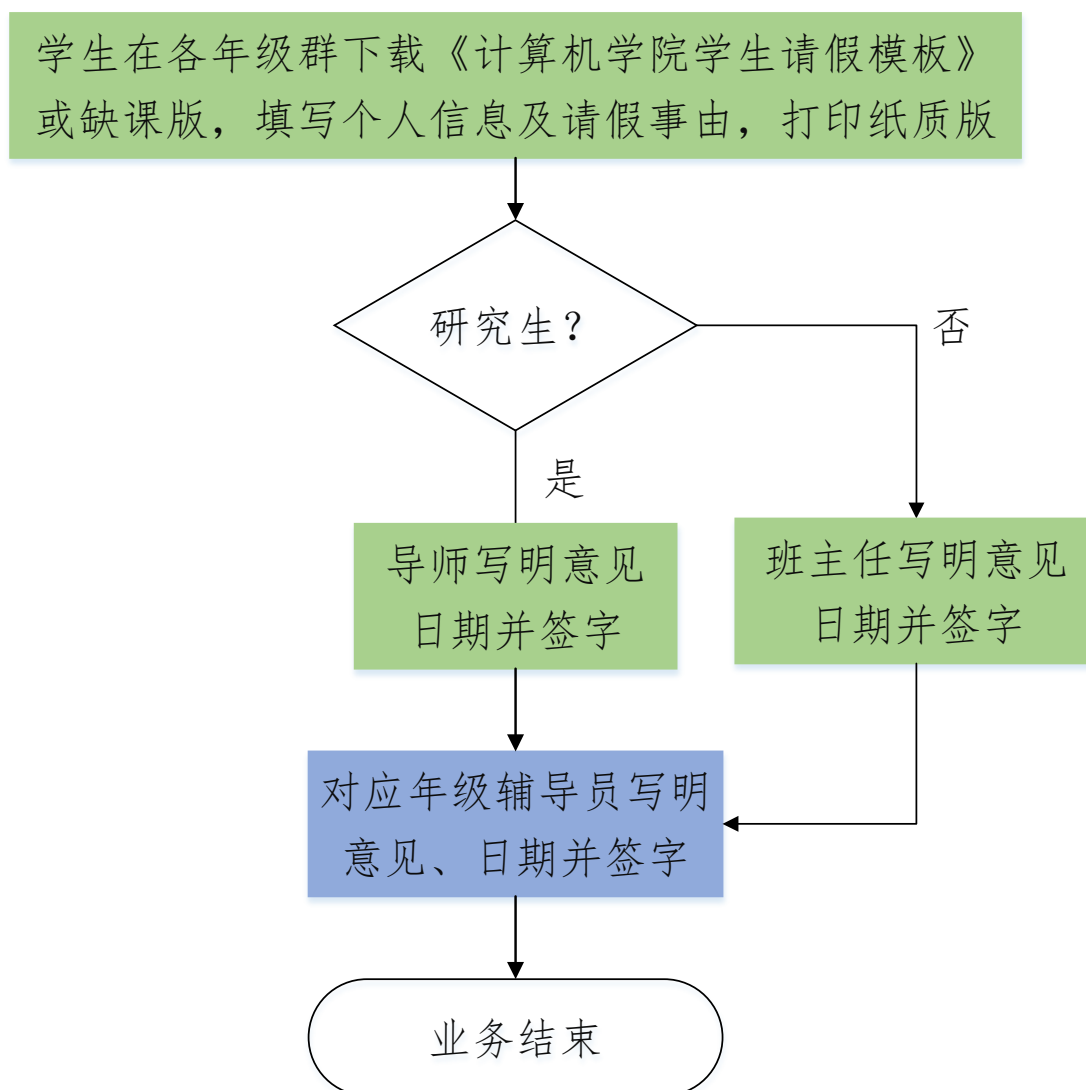 学生在各年级群下载《计算机学院学生请假模板》
或缺课版，填写个人信息及请假事由，打印纸质版
研究生？
否
是
导师写明意见
日期并签字
班主任写明意见
日期并签字
对应年级辅导员写明
意见、日期并签字
业务结束